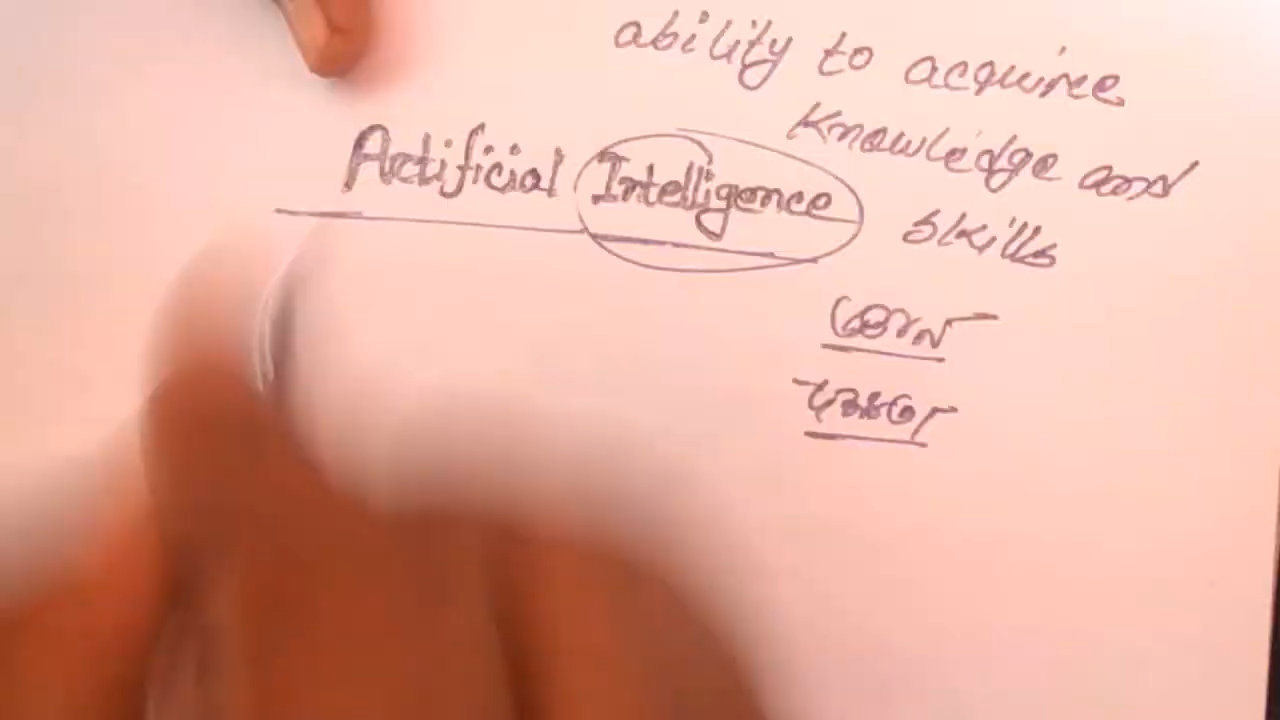 ability to acquire
knowledge and
skills
Artificial Intelligence